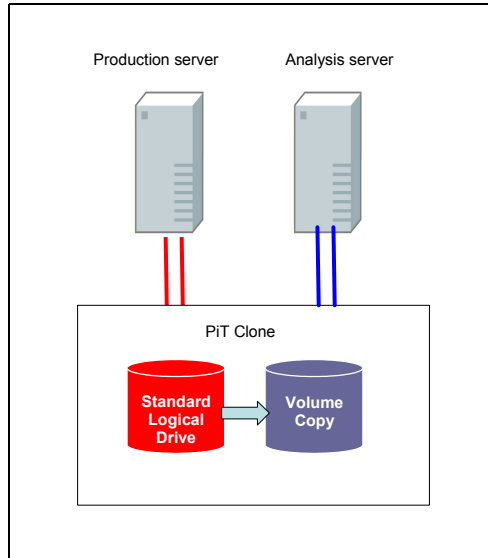 Production server
Analysis server
PiT Clone
Standard
Logical
Drive
Volume
Copy